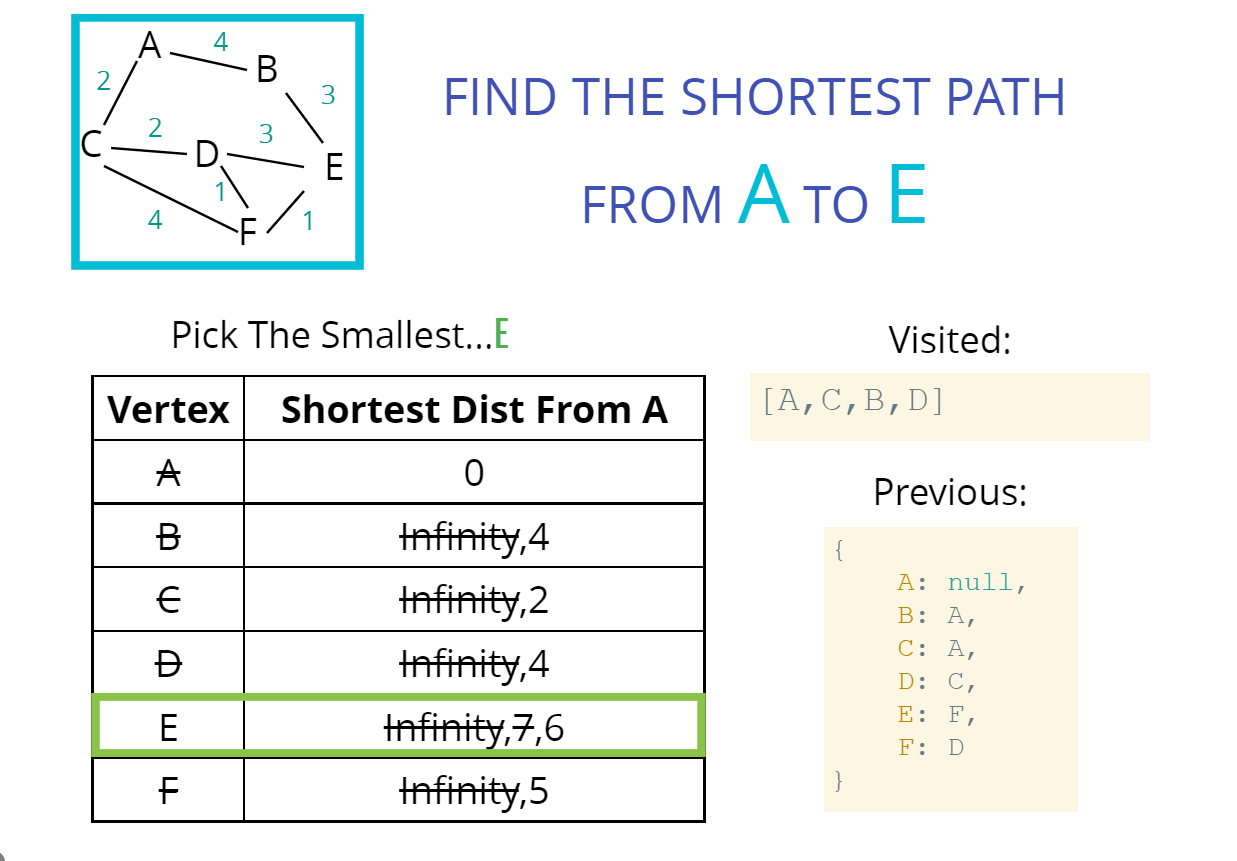 A 4 B
2 3
C 2 D 3 E
1
4 F 1
FIND THE SHORTEST PATH
FROM A TO E
Pick The Smallest...E
Vertex Shortest Dist From A
A 0
B Infinity,4
C Infinity,2
D Infinity,4
E Infinity,7,6
F Infinity,5
Visited:
[A,C,B,D]
Previous:
{
A: null,
B: A,
C: A,
D: C,
E: F,
F: D
}